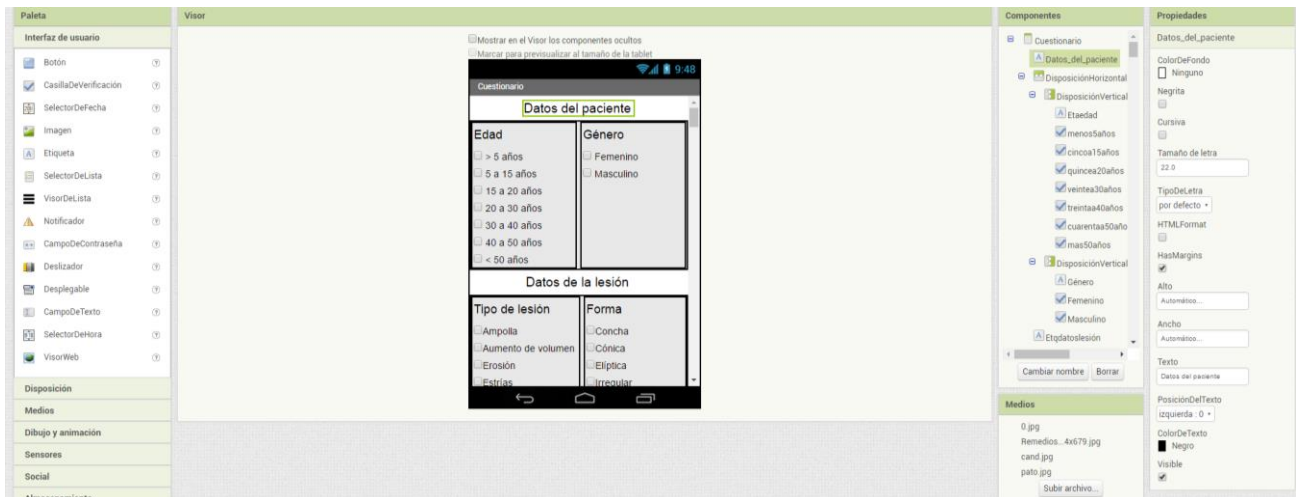 Paleta
Interfaz de usuario
Botón
CasillaDeVerificación
SelectorDeFecha
Imagen
Etiqueta
SelectorDeLista
VisorDeLista
Notificador
CampoDeContraseña
Deslizador
Desplegable
CampoDeTexto
SelectorDeHora
VisorWeb
Disposición
Medios
Dibujo y animación
Sensores
Social
Visor
Mostrar en el Visor los componentes ocultos
Marcar para previsualizar al tamaño de la tablet
9:48
Cuestionario
Datos del paciente
Edad
> 5 años
5 a 15 años
15 a 20 años
20 a 30 años
30 a 40 años
40 a 50 años
< 50 años
Género
Femenino
Masculino
Datos de la lesión
Tipo de lesión
Ampolla
Aumento de volumen
Erosión
Estrías
Forma
Concha
Cónica
Elíptica
Irregular
Componentes
Cuestionario
Datos_del_paciente
DisposiciónHorizontal
DisposiciónVertical
Etaedad
menos5años
cincoa15años
quincea20años
veintea30años
treintaa40años
cuarentaa50año
mas50años
DisposiciónVertical
Género
Femenino
Masculino
Etqdatoslesión
Cambiar nombre Borrar
Medios
0.jpg
Remedios...4x679.jpg
cand.jpg
pato.jpg
Subir archivo...
Propiedades
Datos_del_paciente
ColorDeFondo
Ninguno
Negrita
Cursiva
Tamaño de letra
22.0
TipoDeLetra
por defecto
HTMLFormat
HasMargins
Alto
Automático...
Ancho
Automático...
Texto
Datos del paciente
PosiciónDelTexto
izquierda : 0
ColorDeTexto
Negro
Visible